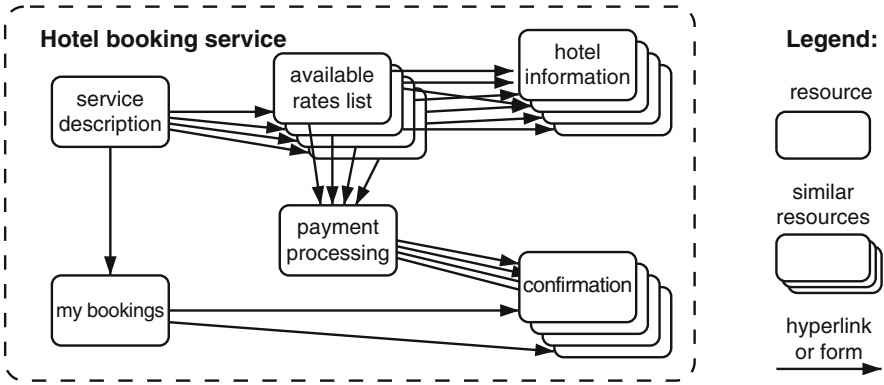 Hotel booking service
service
description
available
rates list
hotel
information
payment
processing
my bookings
confirmation
Legend:
resource
similar
resources
hyperlink
or form